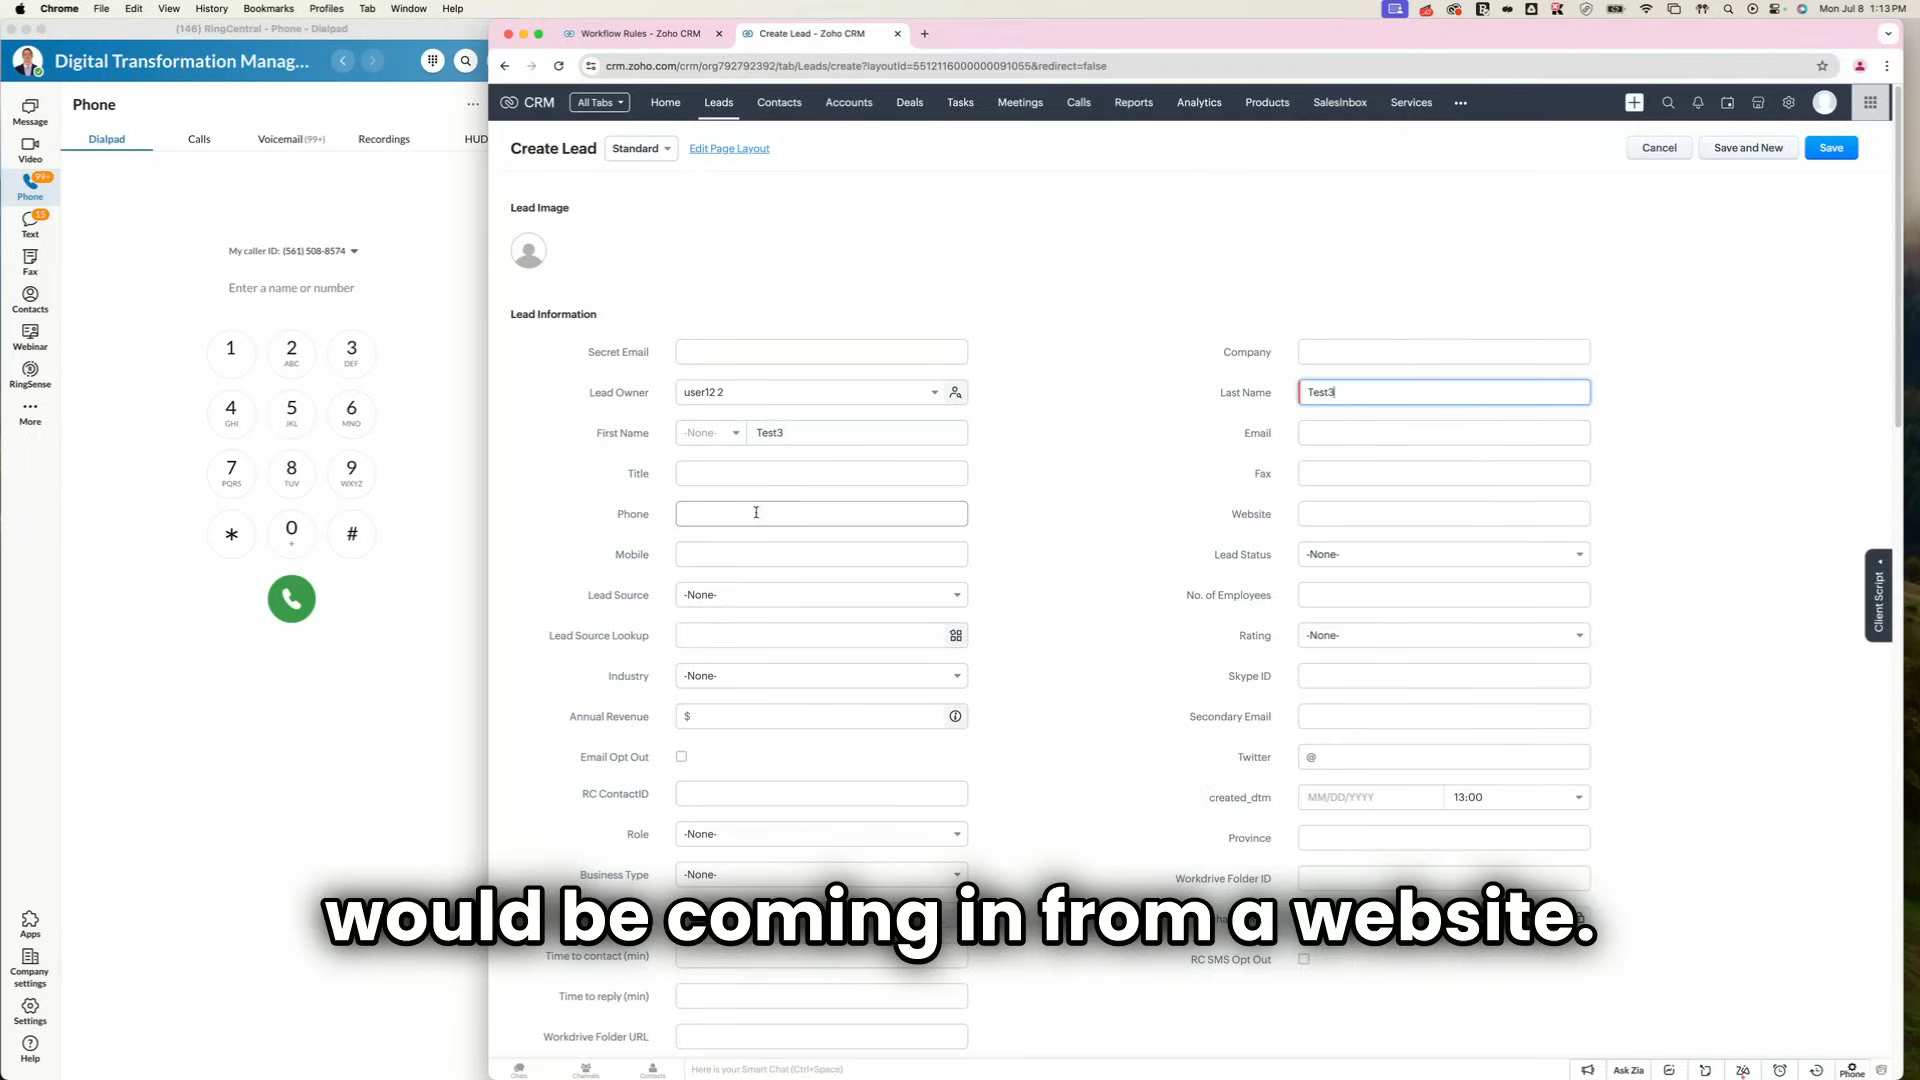 Chrome File Edit View History Bookmarks Profiles Tab Window Help
Mon Jul 8 1:13 PM
(146) RingCentral - Phone - Dialpad
Digital Transformation Manag...
Message
Video
99+
Phone
15
Text
Fax
Contacts
Webinar
RingSense
More
Apps
Company settings
Settings
Help
Phone
Dialpad Calls Voicemail (99+) Recordings HUD
My caller ID: (561) 508-8574
Enter a name or number
1 2 ABC 3 DEF
4 GHI 5 JKL 6 MNO
7 PQRS 8 TUV 9 WXYZ
* 0 + #
Workflow Rules - Zoho CRM
Create Lead - Zoho CRM
crm.zoho.com/crm/org792792392/tab/Leads/create?layoutId=5512116000000091055&redirect=false
CRM All Tabs Home Leads Contacts Accounts Deals Tasks Meetings Calls Reports Analytics Products SalesInbox Services
Create Lead Standard Edit Page Layout
Cancel Save and New Save
Lead Image
Lead Information
Secret Email
Company
Lead Owner user12 2
Last Name Test3
First Name -None- Test3
Email
Title
Fax
Phone
Website
Mobile
Lead Status -None-
Lead Source -None-
No. of Employees
Lead Source Lookup
Rating -None-
Industry -None-
Skype ID
Annual Revenue $
Secondary Email
Email Opt Out
Twitter @
RC ContactID
created_dtm MM/DD/YYYY 13:00
Role -None-
Province
Business Type -None-
Workdrive Folder ID
would be coming in from a website.
Time to contact (min)
RC SMS Opt Out
Time to reply (min)
Workdrive Folder URL
Client Script
Chats Channels Contacts
Here is your Smart Chat (Ctrl+Space)
Ask Zia
Phone